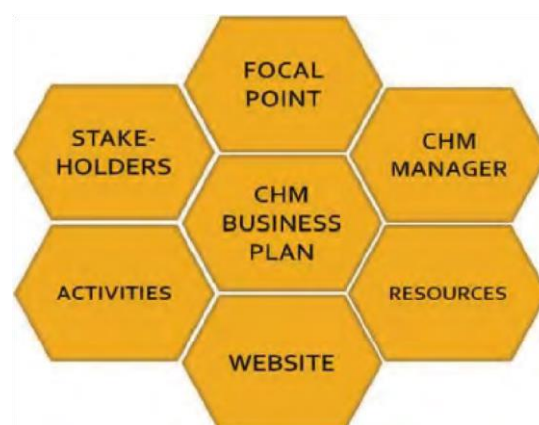 FOCAL
POINT
STAKE-
HOLDERS
CHM
MANAGER
CHM
BUSINESS
PLAN
ACTIVITIES
RESOURCES
WEBSITE